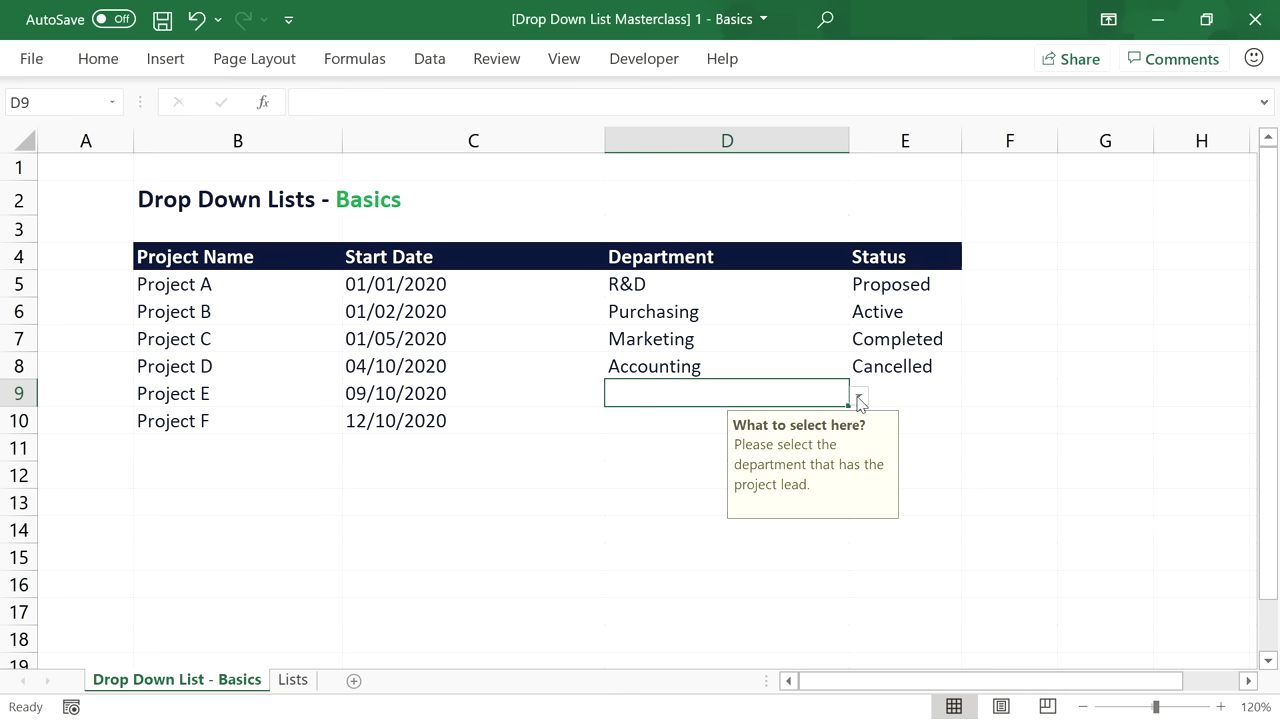 AutoSave Off [Drop Down List Masterclass] 1 - Basics
File Home Insert Page Layout Formulas Data Review View Developer Help Share Comments
D9 fx
A B C D E F G H
1
2 Drop Down Lists - Basics
3
4 Project Name Start Date Department Status
5 Project A 01/01/2020 R&D Proposed
6 Project B 01/02/2020 Purchasing Active
7 Project C 01/05/2020 Marketing Completed
8 Project D 04/10/2020 Accounting Cancelled
9 Project E 09/10/2020
10 Project F 12/10/2020
What to select here?
Please select the
department that has the
project lead.
11
12
13
14
15
16
17
18
19
Drop Down List - Basics Lists
Ready 120%